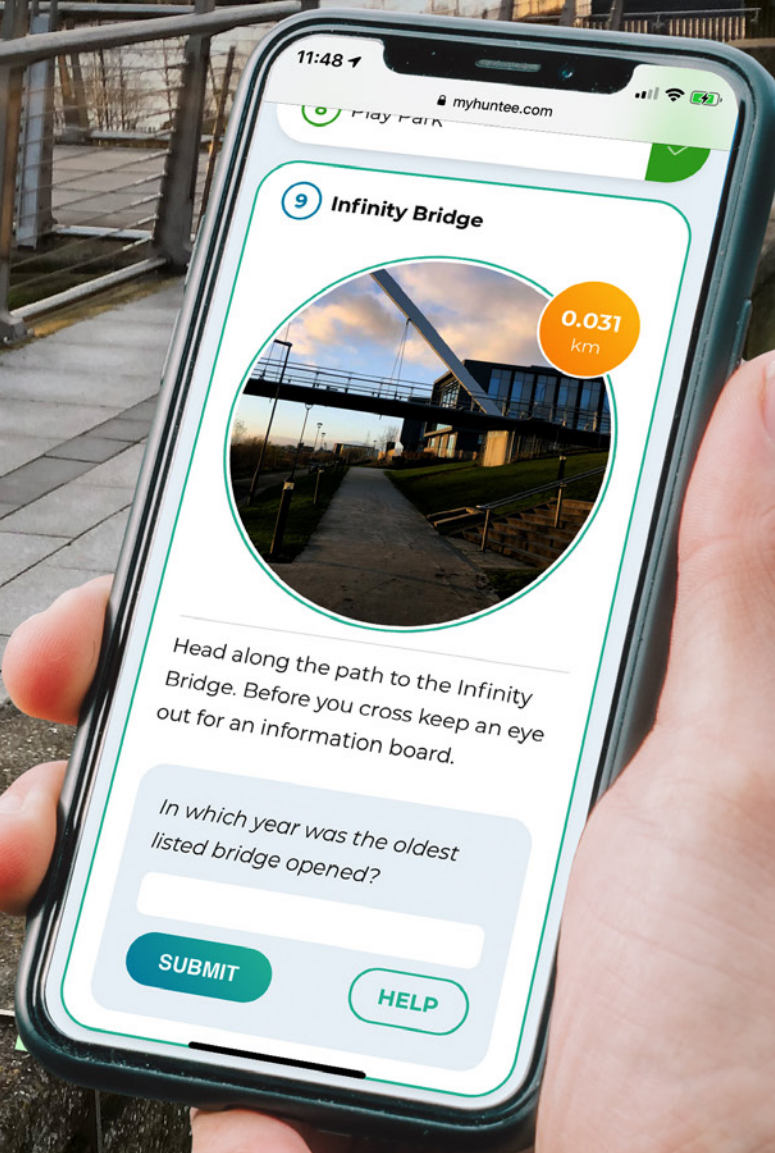 11:48
myhuntee.com
8 Play Park
9 Infinity Bridge
0.031
km
Head along the path to the Infinity
Bridge. Before you cross keep an eye
out for an information board.
In which year was the oldest
listed bridge opened?
SUBMIT
HELP